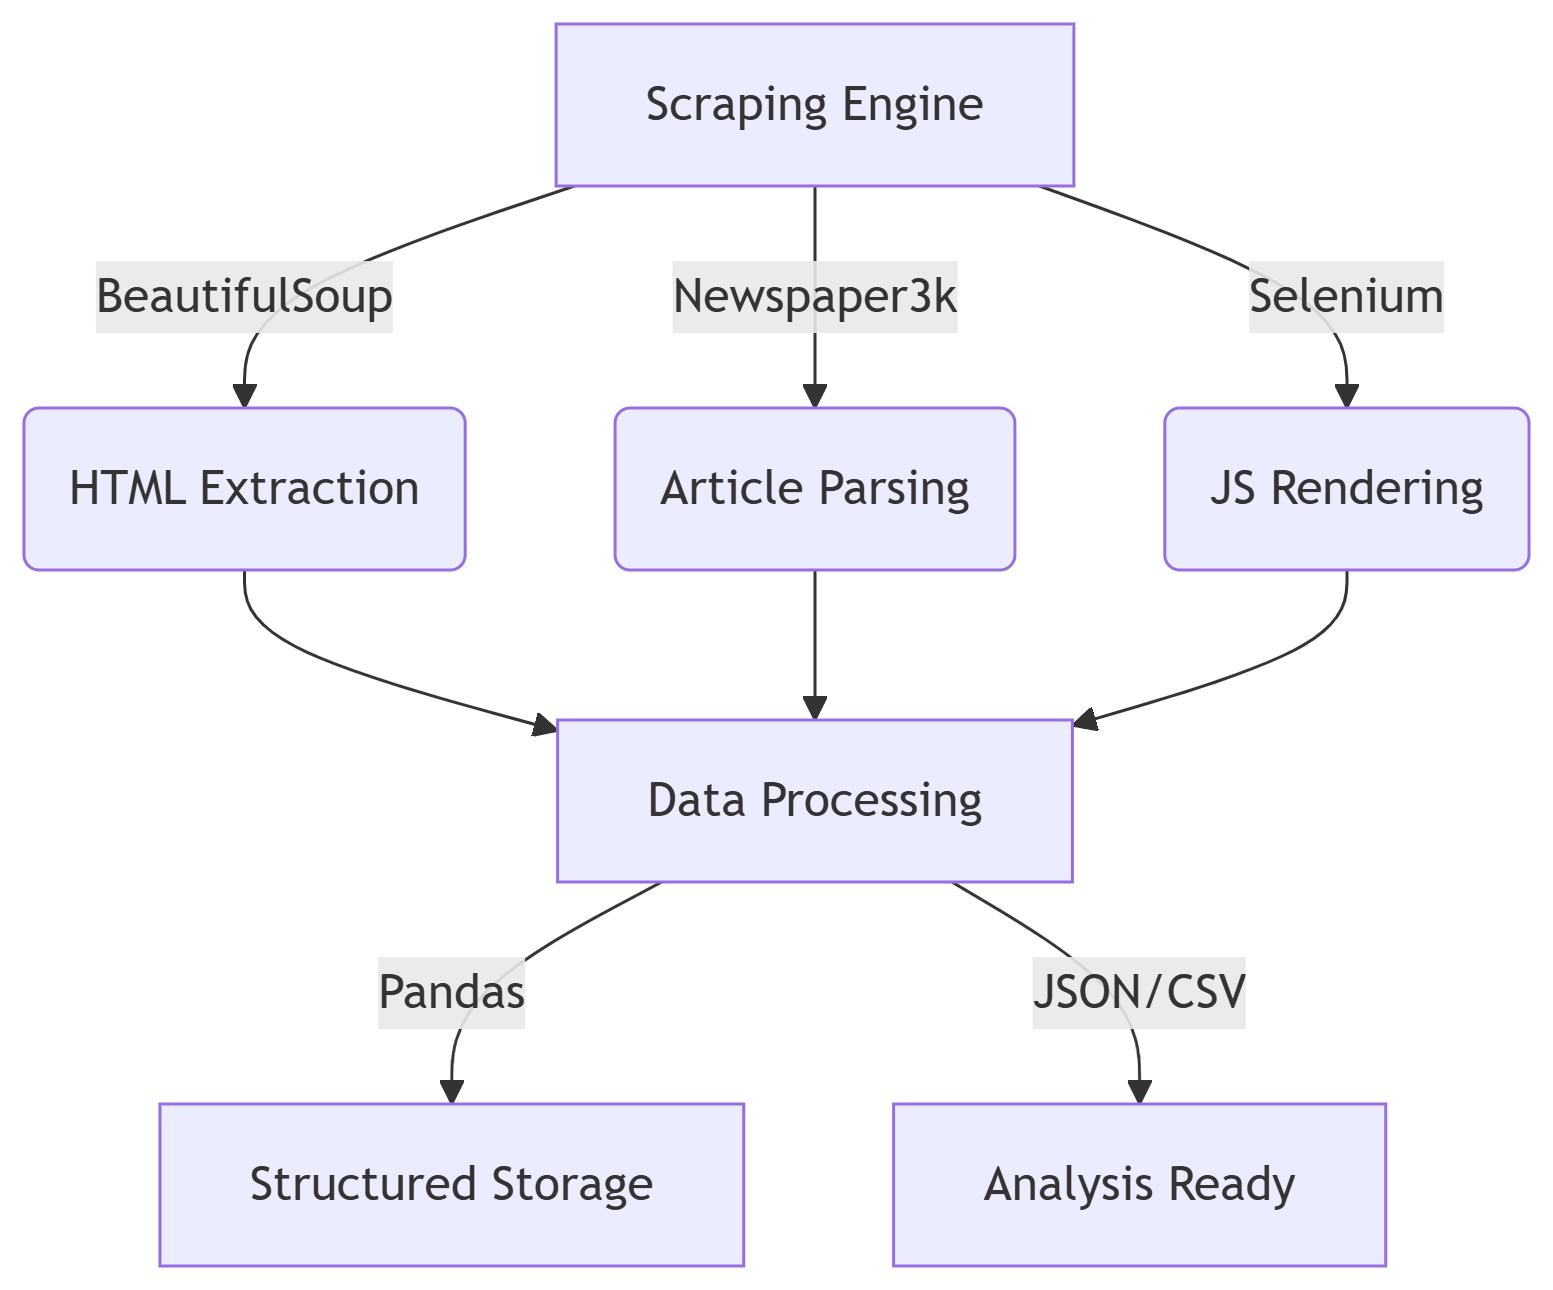 Scraping Engine
BeautifulSoup
Newspaper3k
Selenium
HTML Extraction
Article Parsing
JS Rendering
Data Processing
Pandas
JSON/CSV
Structured Storage
Analysis Ready